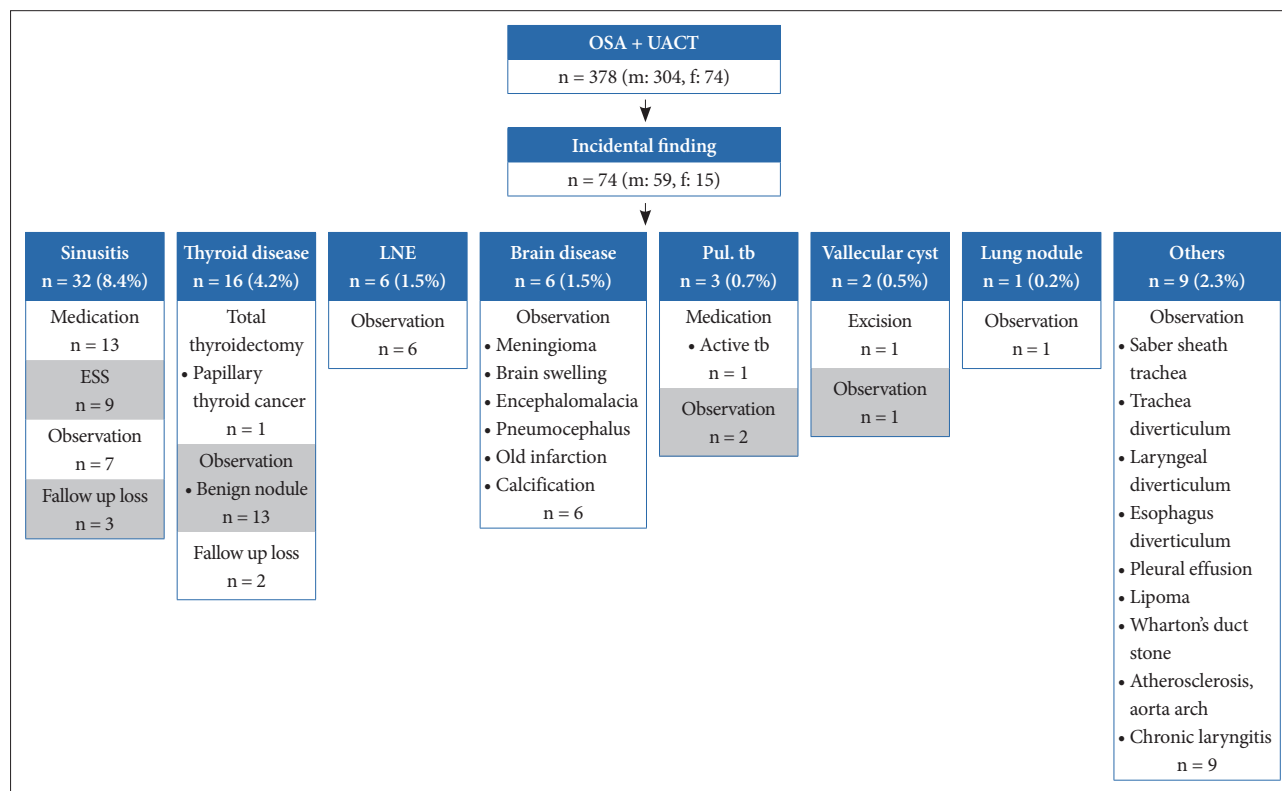 OSA + UACT
n = 378 (m: 304, f: 74)
Incidental finding
n = 74 (m: 59, f: 15)
Sinusitis
n = 32 (8.4%)
Medication
n = 13
ESS
n = 9
Observation
n = 7
Fallow up loss
n = 3
Thyroid disease
n = 16 (4.2%)
Total
thyroidectomy
• Papillary
thyroid cancer
n = 1
Observation
• Benign nodule
n = 13
Fallow up loss
n = 2
LNE
n = 6 (1.5%)
Observation
n = 6
Brain disease
n = 6 (1.5%)
Observation
• Meningioma
• Brain swelling
• Encephalomalacia
• Pneumocephalus
• Old infarction
• Calcification
n = 6
Pul. tb
n = 3 (0.7%)
Medication
• Active tb
n = 1
Observation
n = 2
Vallecular cyst
n = 2 (0.5%)
Excision
n = 1
Observation
n = 1
Lung nodule
n = 1 (0.2%)
Observation
n = 1
Others
n = 9 (2.3%)
Observation
• Saber sheath
trachea
• Trachea
diverticulum
• Laryngeal
diverticulum
• Esophagus
diverticulum
• Pleural effusion
• Lipoma
• Wharton's duct
stone
• Atherosclerosis,
aorta arch
• Chronic laryngitis
n = 9